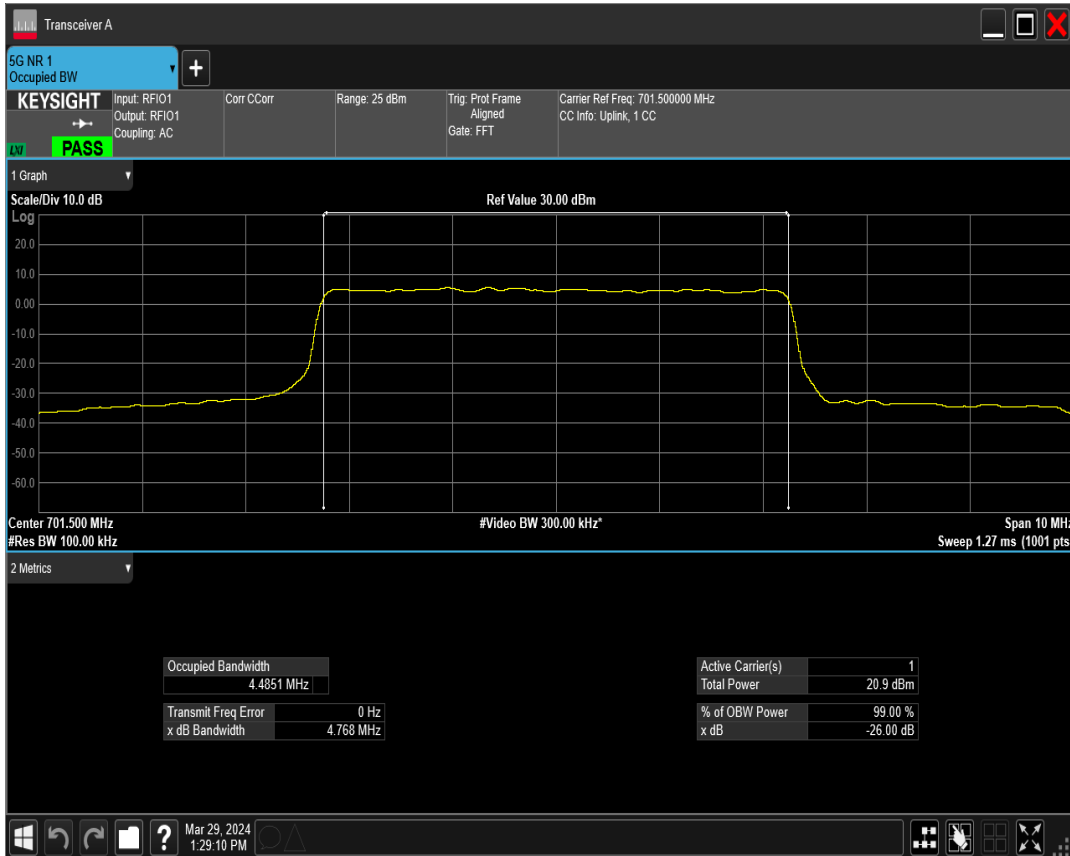 Transceiver A
5G NR 1
Occupied BW
KEYSIGHT
LXI
PASS
Input: RFIO1
Output: RFIO1
Coupling: AC
Corr CCorr
Range: 25 dBm
Trig: Prot Frame
Aligned
Gate: FFT
Carrier Ref Freq: 701.500000 MHz
CC Info: Uplink, 1 CC
1 Graph
Scale/Div 10.0 dB
Ref Value 30.00 dBm
Log
20.0
10.0
0.00
-10.0
-20.0
-30.0
-40.0
-50.0
-60.0
Center 701.500 MHz
#Video BW 300.00 kHz*
Span 10 MHz
#Res BW 100.00 kHz
Sweep 1.27 ms (1001 pts
2 Metrics
Occupied Bandwidth
4.4851 MHz
Transmit Freq Error 0 Hz
x dB Bandwidth 4.768 MHz
Active Carrier(s) 1
Total Power 20.9 dBm
% of OBW Power 99.00 %
x dB -26.00 dB
?
Mar 29, 2024
1:29:10 PM